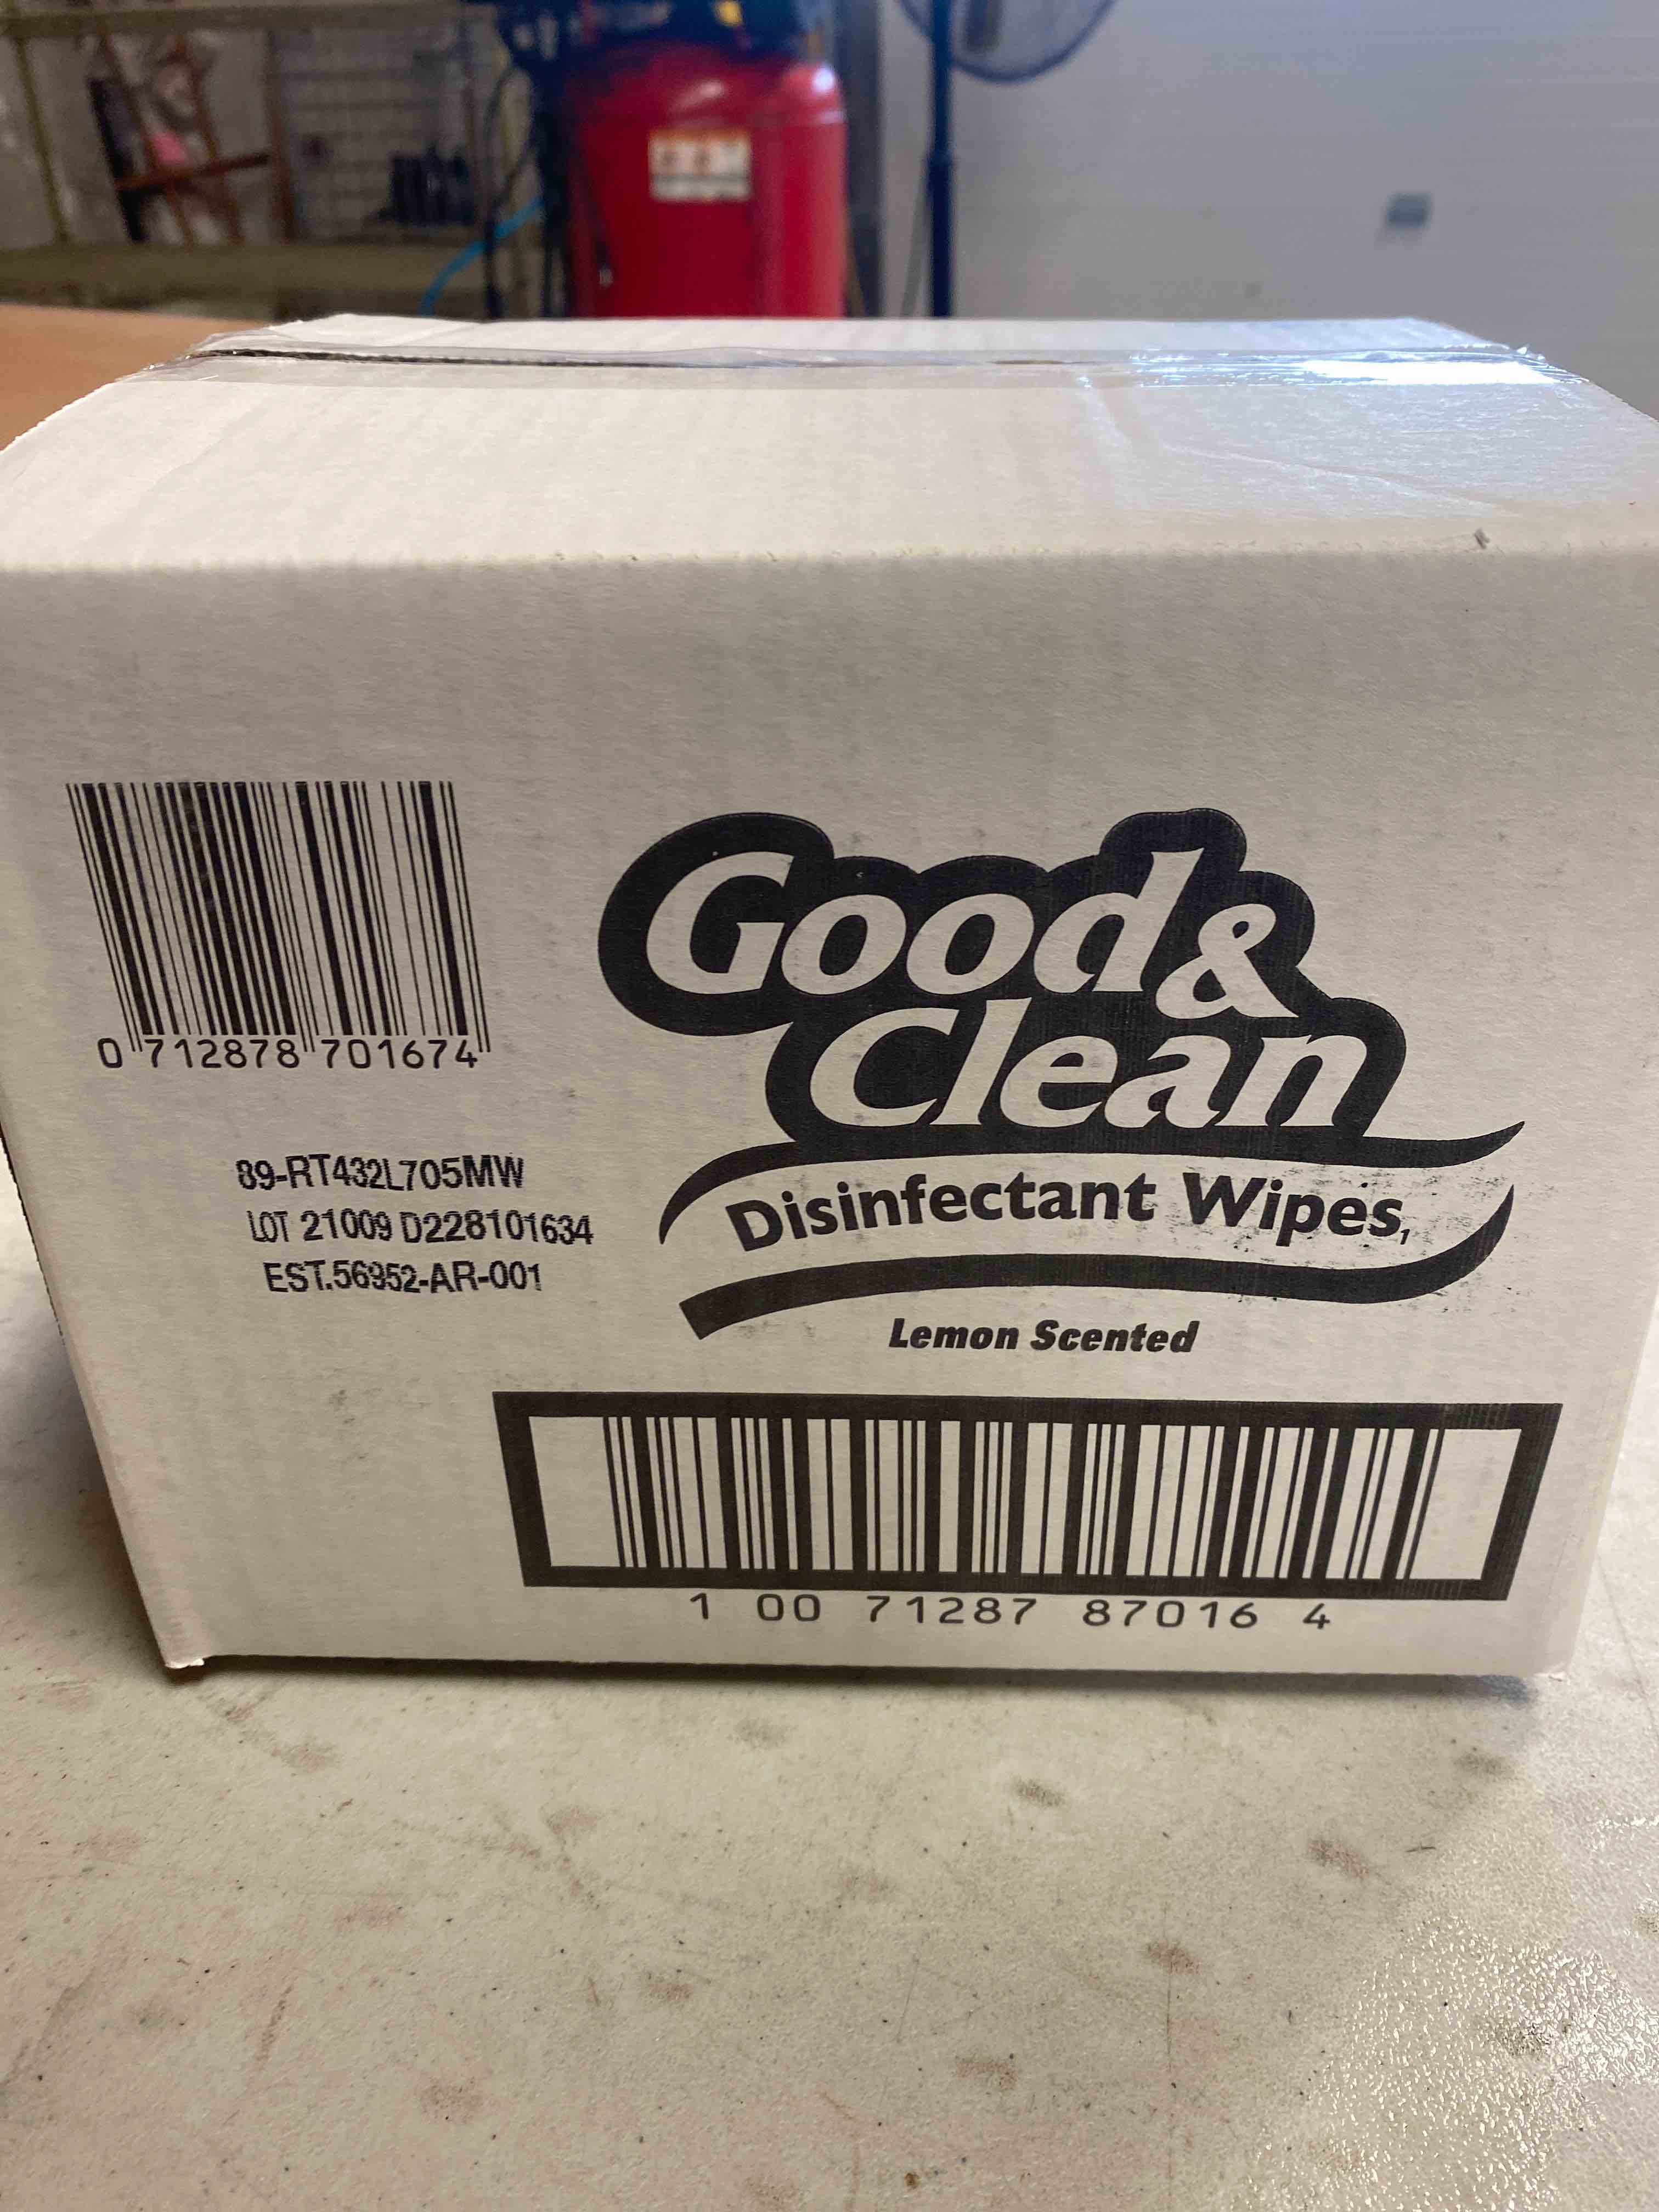 0 712878 701674
89-RT432L705MW
LOT 21009 D228101634
EST.56952-AR-001
Good &
Clean
Disinfectant Wipes,
Lemon Scented
1 00 71287 87016 4